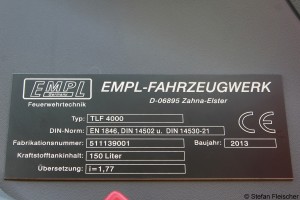 EMPL
EMPL-FAHRZEUGWERK
Feuerwehrtechnik
D-06895 Zahna-Elster
Typ: TLF 4000
DIN-Norm: EN 1846, DIN 14502 u. DIN 14530-21
CE
Fabrikationsnummer: 511139001 Baujahr: 2013
Kraftstofftankinhalt: 150 Liter
Übersetzung: i=1,77
© Stefan Fleischer